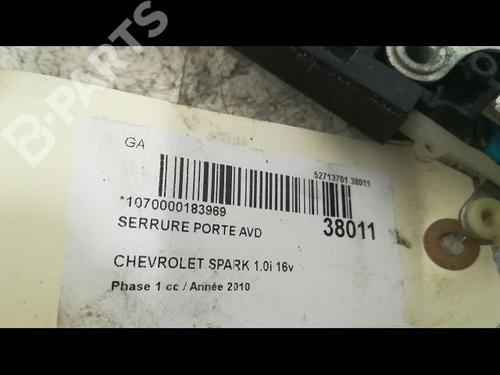 B-PARTS
GA
52713701 38011
*1070000183969
SERRURE PORTE AVD
38011
CHEVROLET SPARK 1.0i 16v
Phase 1 cc / Année 2010